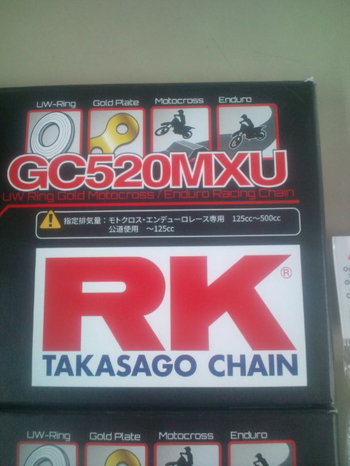 UW-Ring Gold Plate Motocross Enduro
GC520MXU
UW Ring Gold Motocross / Enduro Racing Chain
指定排気量：モトクロス・エンデューロレース専用 125cc～500cc
公道使用 ～125cc
RK®
TAKASAGO CHAIN
UW-Ring Gold Plate Motocross Enduro